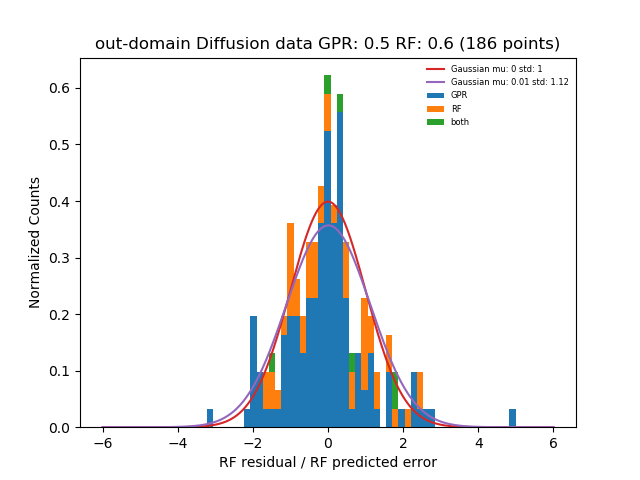 out-domain Diffusion data GPR: 0.5 RF: 0.6 (186 points)
Gaussian mu: 0 std: 1
Gaussian mu: 0.01 std: 1.12
GPR
RF
both
Normalized Counts
0.6
0.5
0.4
0.3
0.2
0.1
0.0
−6 −4 −2 0 2 4 6
RF residual / RF predicted error